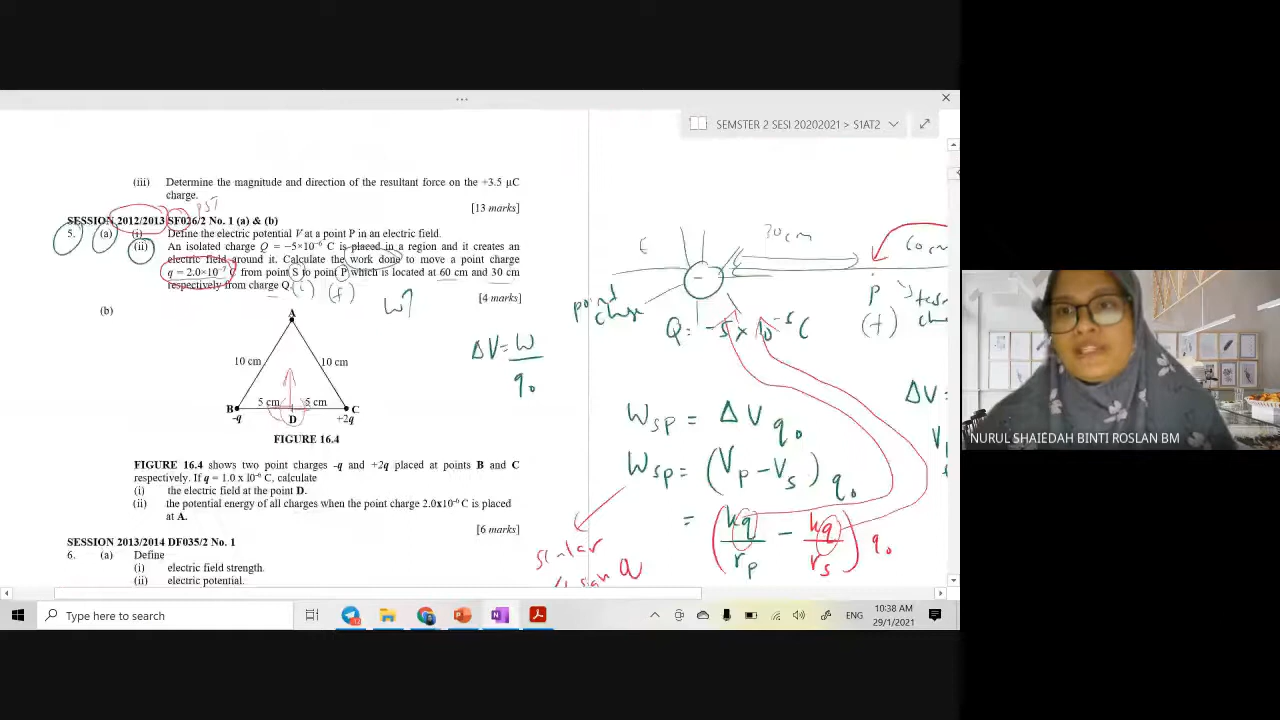 SEMSTER 2 SESI 20202021 > S1AT2
(iii) Determine the magnitude and direction of the resultant force on the +3.5 µC
charge.
[13 marks]
PST
SESSION 2012/2013 SF026/2 No. 1 (a) & (b)
5. (a) (i) Define the electric potential V at a point P in an electric field.
(ii) An isolated charge Q = −5×10⁻⁶ C is placed in a region and it creates an
electric field around it. Calculate the work done to move a point charge
q = 2.0×10⁻⁷ C from point S to point P which is located at 60 cm and 30 cm
respectively from charge Q.
(i) (f)
[4 marks]
W?
(b)
A
10 cm 10 cm
5 cm 5 cm
B D C
-q +2q
FIGURE 16.4
FIGURE 16.4 shows two point charges -q and +2q placed at points B and C
respectively. If q = 1.0 x 10⁻⁶ C, calculate
(i) the electric field at the point D.
(ii) the potential energy of all charges when the point charge 2.0x10⁻⁶ C is placed
at A.
[6 marks]
SESSION 2013/2014 DF035/2 No. 1
6. (a) Define
(i) electric field strength.
(ii) electric potential.
ΔV = W
q₀
E
30 cm
60 cm
−
point
charge
P
(f)
Q = −5 × 10⁻⁶ C
W_SP = ΔV q₀
W_SP = (V_P − V_S) q₀
= (kq/r_P − kq/r_S) q₀
scalar
sign Q
ΔV =
NURUL SHAIEDAH BINTI ROSLAN BM
Type here to search
ENG
10:38 AM
29/1/2021